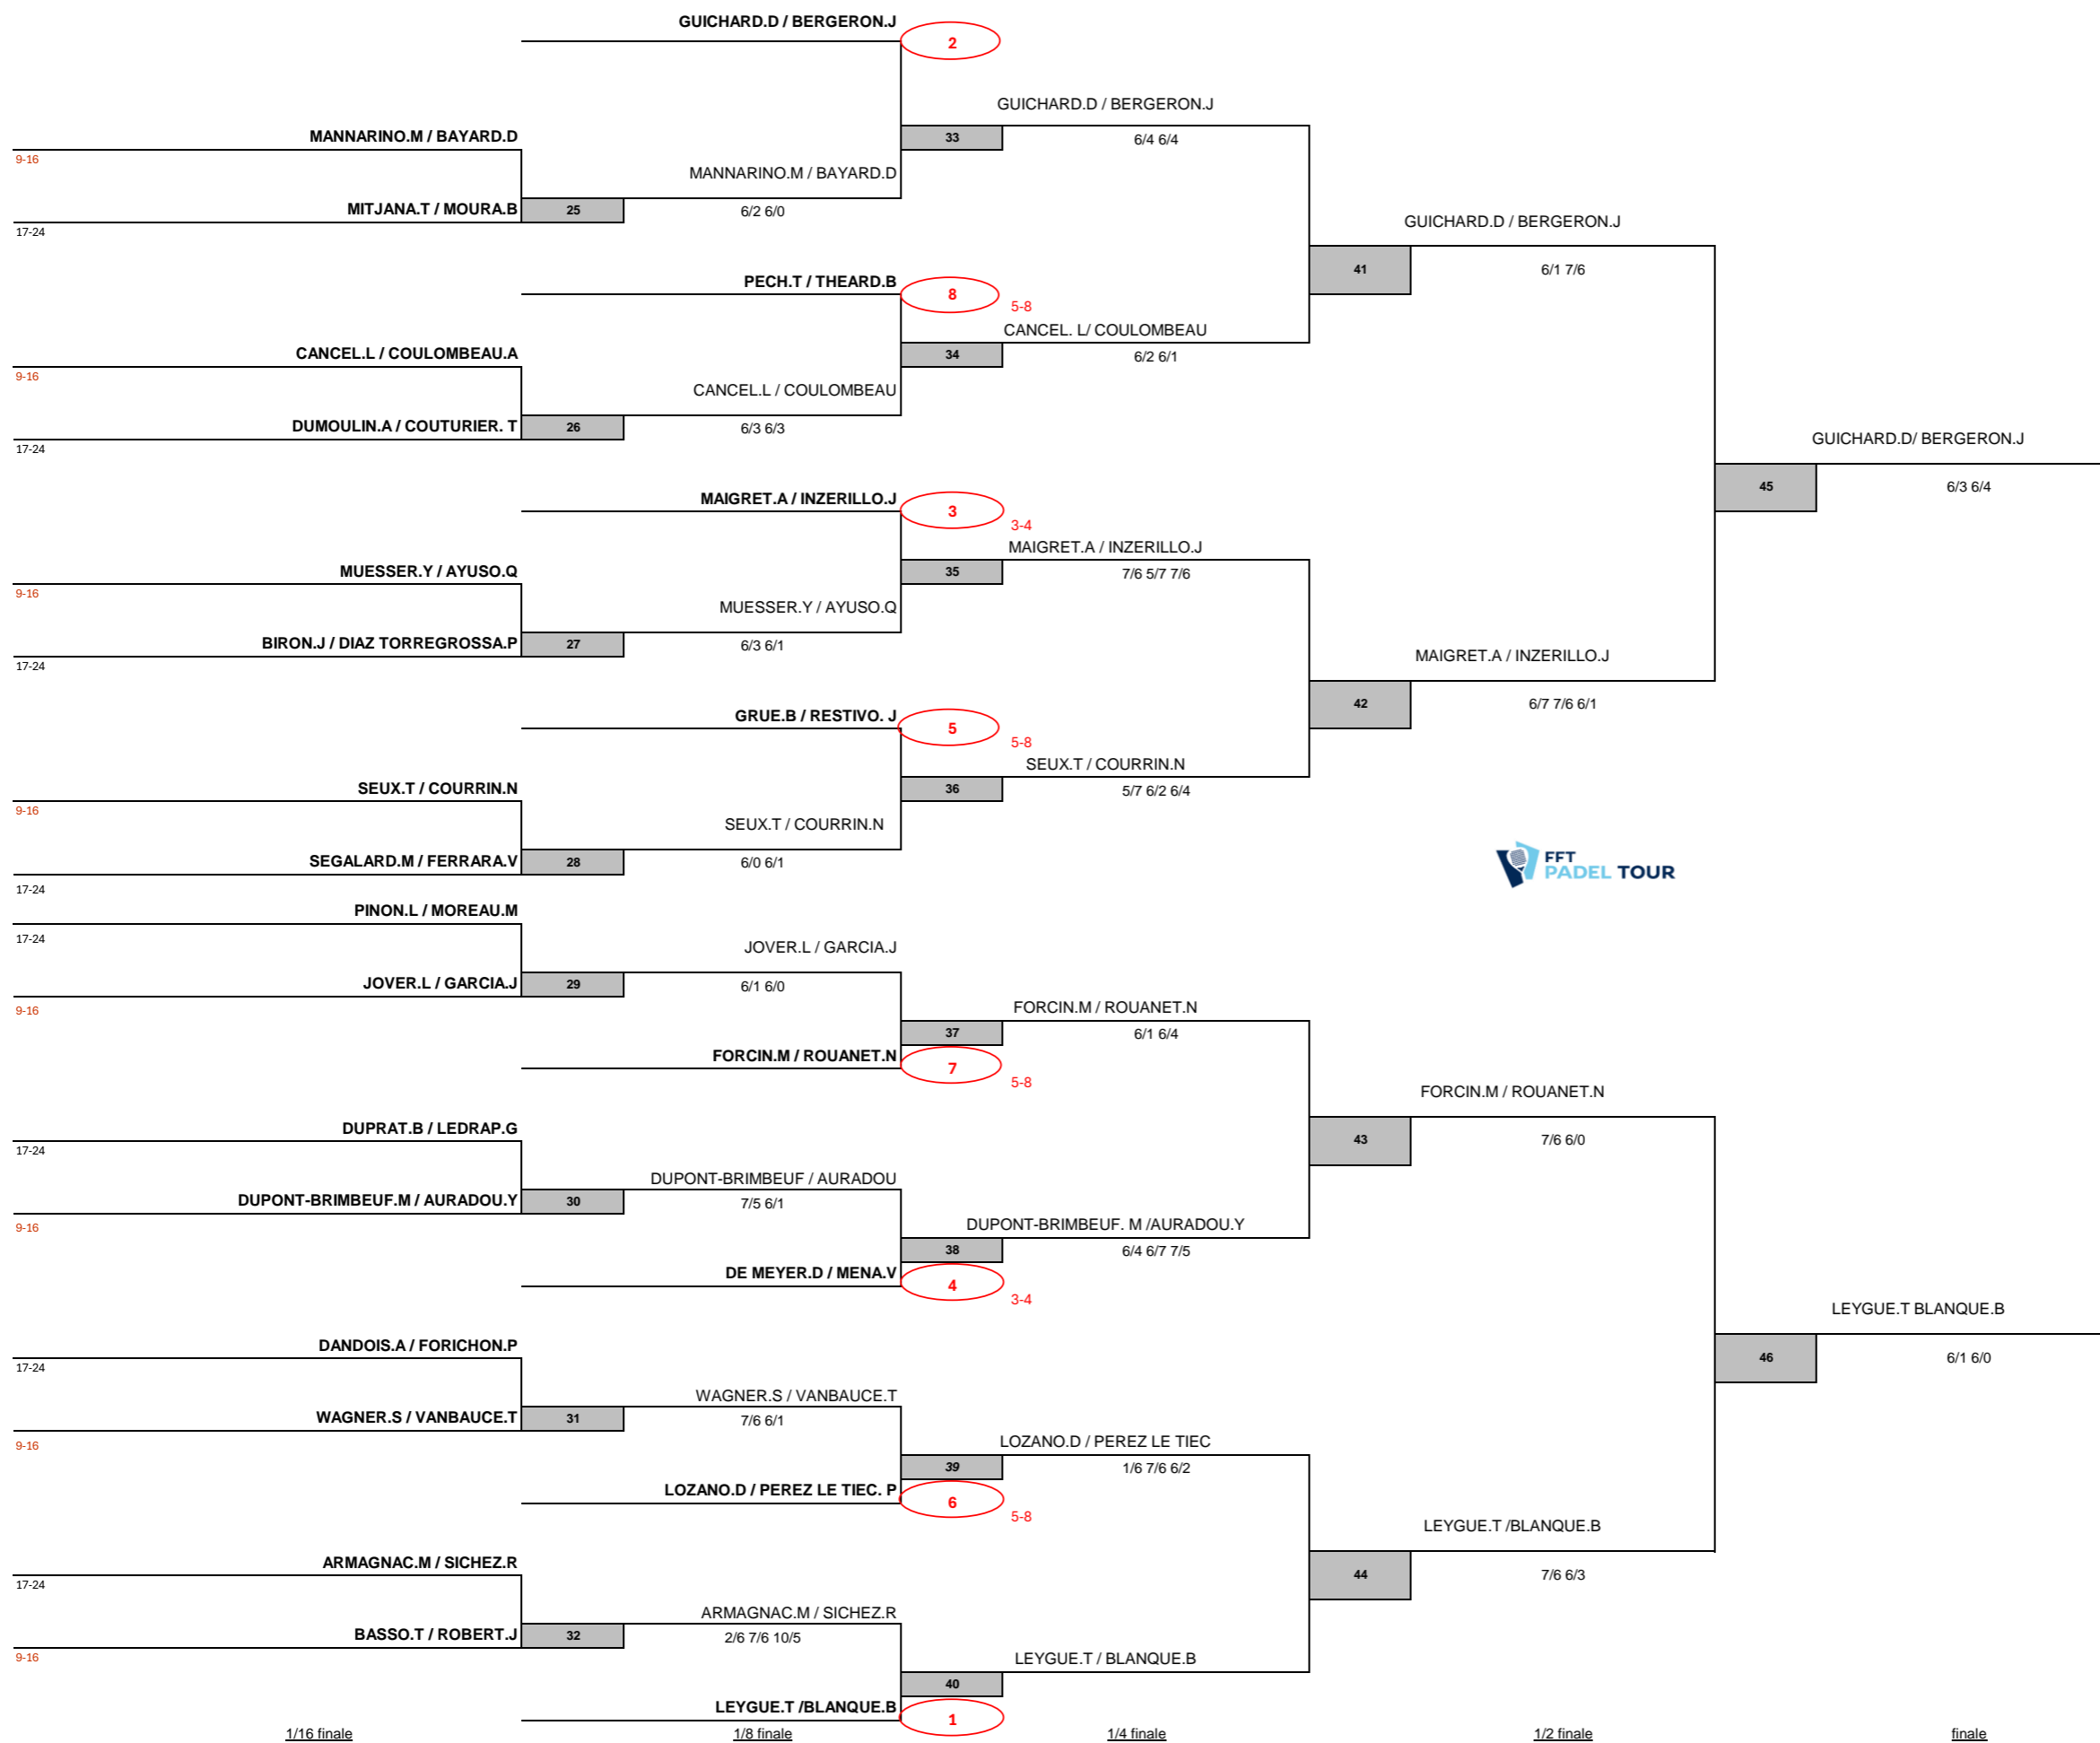 GUICHARD.D / BERGERON.J
2
GUICHARD.D / BERGERON.J
MANNARINO.M / BAYARD.D
33
6/4 6/4
9-16
MANNARINO.M / BAYARD.D
MITJANA.T / MOURA.B
25
6/2 6/0
17-24
GUICHARD.D / BERGERON.J
41
6/1 7/6
PECH.T / THEARD.B
8
5-8
CANCEL. L/ COULOMBEAU
CANCEL.L / COULOMBEAU.A
34
6/2 6/1
9-16
CANCEL.L / COULOMBEAU
DUMOULIN.A / COUTURIER. T
26
6/3 6/3
17-24
GUICHARD.D/ BERGERON.J
45
6/3 6/4
MAIGRET.A / INZERILLO.J
3
3-4
MAIGRET.A / INZERILLO.J
MUESSER.Y / AYUSO.Q
35
7/6 5/7 7/6
9-16
MUESSER.Y / AYUSO.Q
BIRON.J / DIAZ TORREGROSSA.P
27
6/3 6/1
17-24
MAIGRET.A / INZERILLO.J
42
6/7 7/6 6/1
GRUE.B / RESTIVO. J
5
5-8
SEUX.T / COURRIN.N
SEUX.T / COURRIN.N
36
5/7 6/2 6/4
9-16
SEUX.T / COURRIN.N
SEGALARD.M / FERRARA.V
28
6/0 6/1
17-24
FFT
PADEL TOUR
PINON.L / MOREAU.M
17-24
JOVER.L / GARCIA.J
JOVER.L / GARCIA.J
29
6/1 6/0
9-16
FORCIN.M / ROUANET.N
37
6/1 6/4
FORCIN.M / ROUANET.N
7
5-8
FORCIN.M / ROUANET.N
43
7/6 6/0
DUPRAT.B / LEDRAP.G
17-24
DUPONT-BRIMBEUF / AURADOU
DUPONT-BRIMBEUF.M / AURADOU.Y
30
7/5 6/1
9-16
DUPONT-BRIMBEUF. M /AURADOU.Y
38
6/4 6/7 7/5
DE MEYER.D / MENA.V
4
3-4
LEYGUE.T BLANQUE.B
46
6/1 6/0
DANDOIS.A / FORICHON.P
17-24
WAGNER.S / VANBAUCE.T
WAGNER.S / VANBAUCE.T
31
7/6 6/1
9-16
LOZANO.D / PEREZ LE TIEC
39
1/6 7/6 6/2
LOZANO.D / PEREZ LE TIEC. P
6
5-8
LEYGUE.T /BLANQUE.B
44
7/6 6/3
ARMAGNAC.M / SICHEZ.R
17-24
ARMAGNAC.M / SICHEZ.R
BASSO.T / ROBERT.J
32
2/6 7/6 10/5
9-16
LEYGUE.T / BLANQUE.B
40
LEYGUE.T /BLANQUE.B
1
1/16 finale
1/8 finale
1/4 finale
1/2 finale
finale